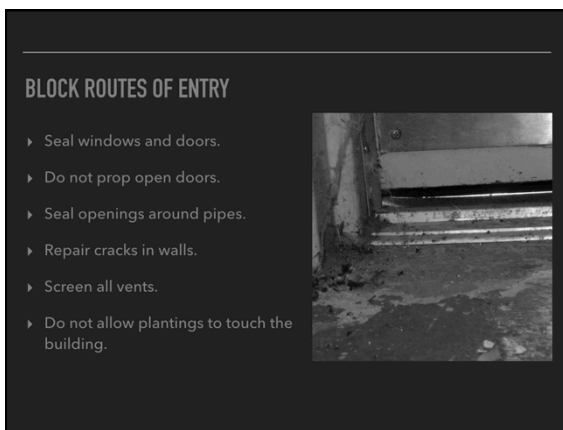 BLOCK ROUTES OF ENTRY
Seal windows and doors.
Do not prop open doors.
Seal openings around pipes.
Repair cracks in walls.
Screen all vents.
Do not allow plantings to touch the
building.